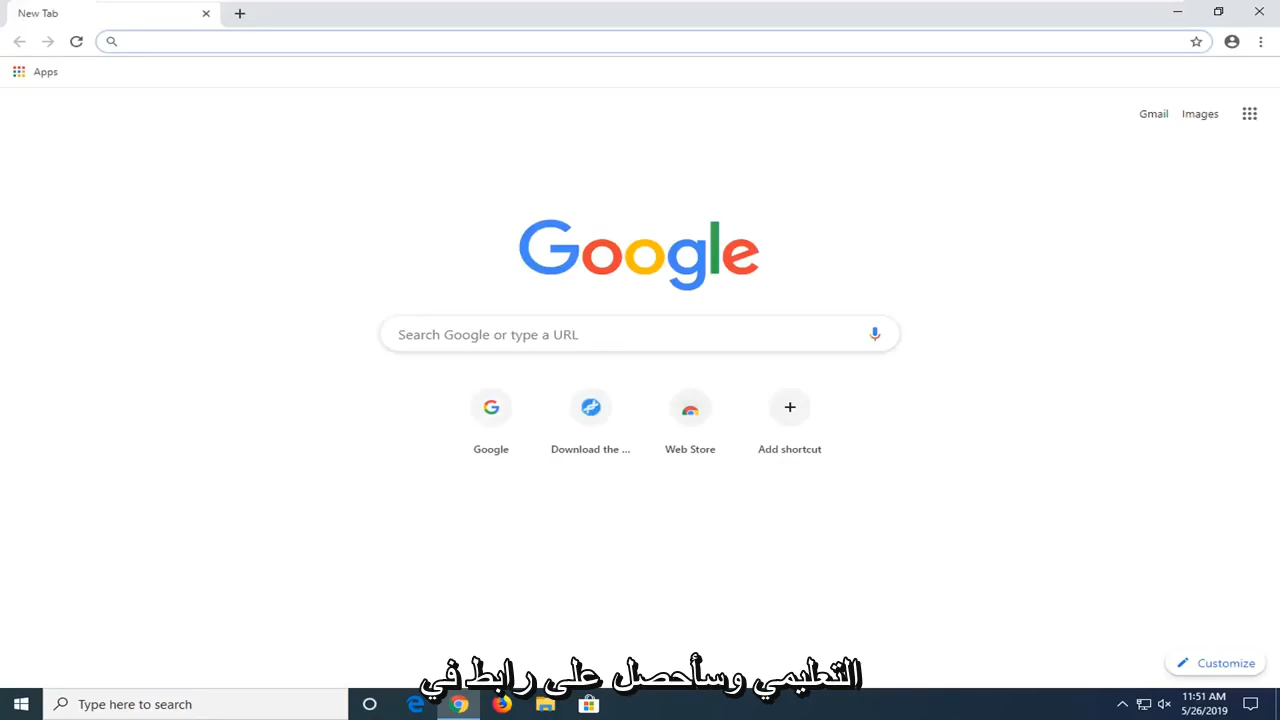 New Tab
Apps
Gmail Images
Google
Search Google or type a URL
Google Download the ... Web Store Add shortcut
Customize
التعليمي وسأحصل على رابط في
Type here to search
11:51 AM
5/26/2019